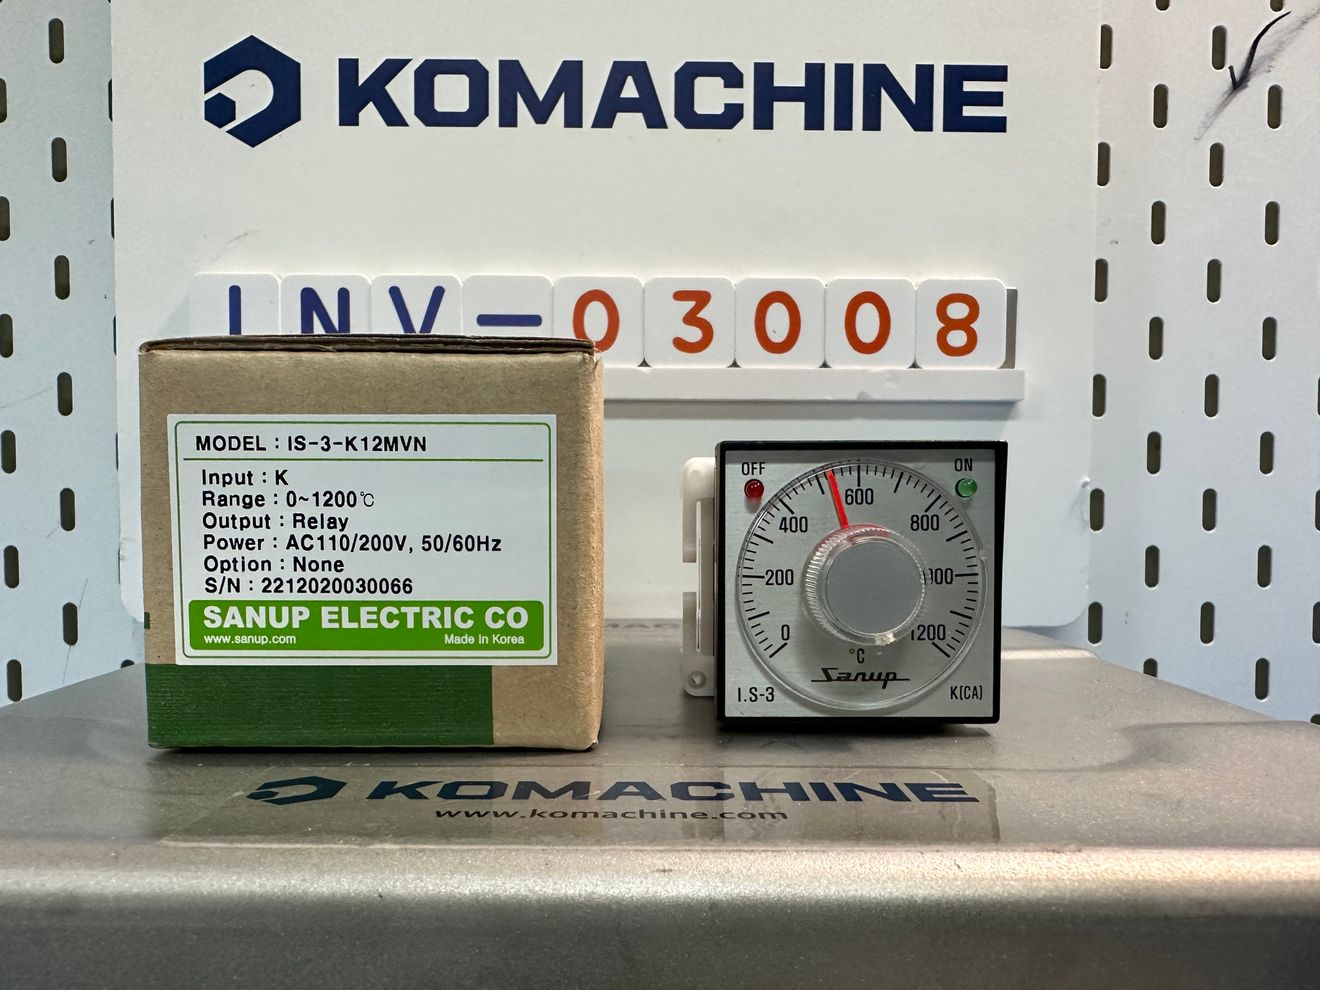 KOMACHINE
INV-03008
MODEL : IS-3-K12MVN
Input : K
Range : 0~1200℃
Output : Relay
Power : AC110/200V, 50/60Hz
Option : None
S/N : 2212020030066
SANUP ELECTRIC CO
www.sanup.com Made In Korea
OFF ON
0 200 400 600 800 1200
°C
Sanup
I.S-3 K(CA)
KOMACHINE
www.komachine.com